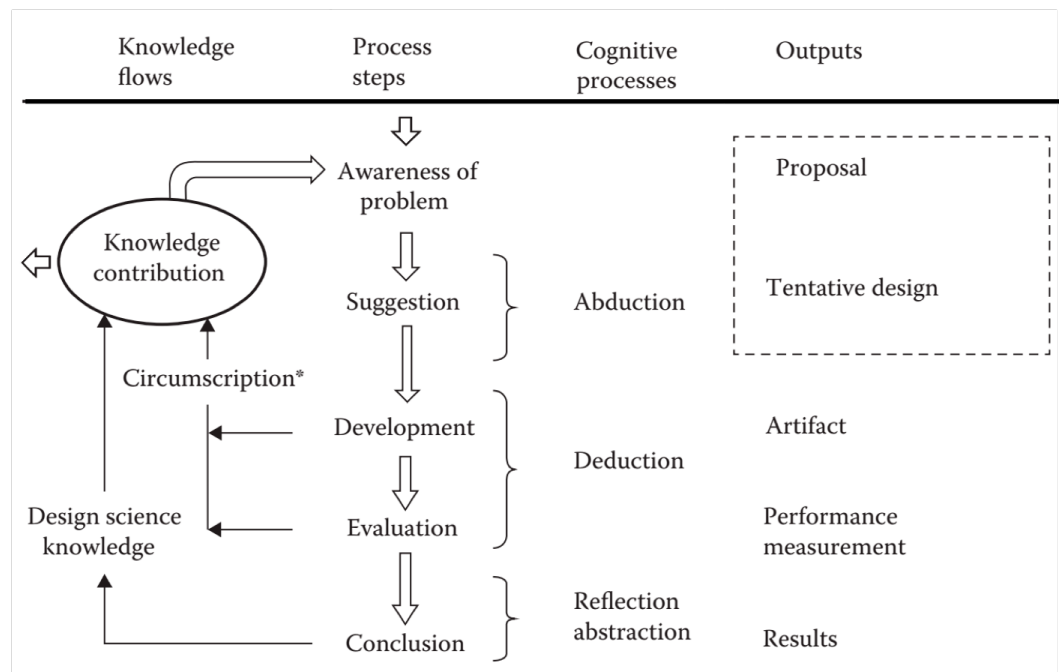 Knowledge
flows
Process
steps
Cognitive
processes
Outputs
Awareness of
problem
Proposal
Knowledge
contribution
Suggestion
Abduction
Tentative design
Circumscription*
Development
Deduction
Artifact
Design science
knowledge
Evaluation
Performance
measurement
Conclusion
Reflection
abstraction
Results